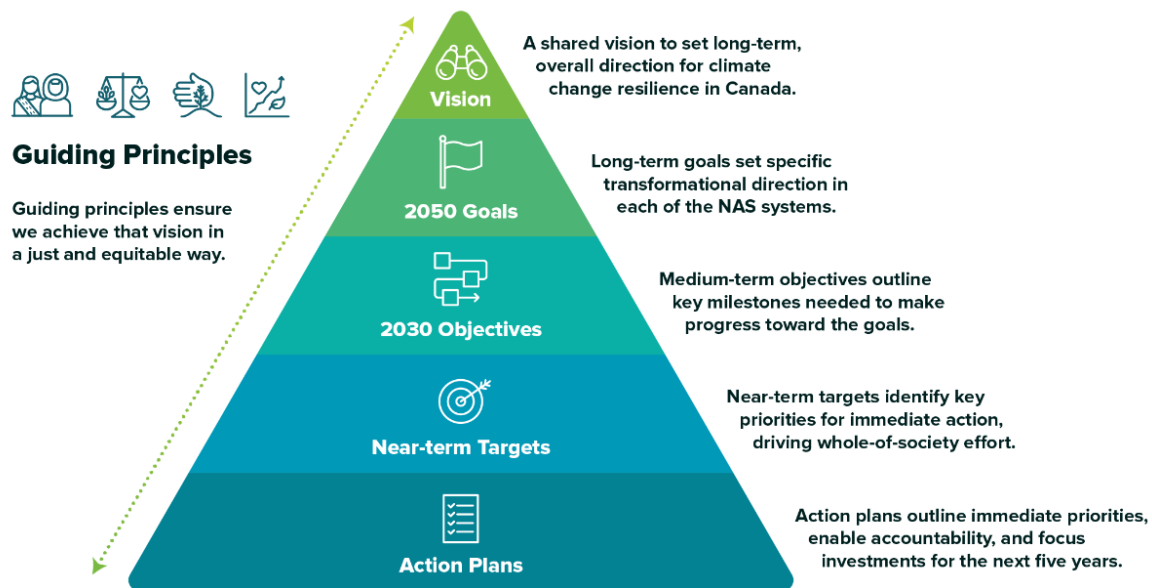 Guiding Principles
Guiding principles ensure
we achieve that vision in
a just and equitable way.
Vision
A shared vision to set long-term,
overall direction for climate
change resilience in Canada.
2050 Goals
Long-term goals set specific
transformational direction in
each of the NAS systems.
2030 Objectives
Medium-term objectives outline
key milestones needed to make
progress toward the goals.
Near-term Targets
Near-term targets identify key
priorities for immediate action,
driving whole-of-society effort.
Action Plans
Action plans outline immediate priorities,
enable accountability, and focus
investments for the next five years.